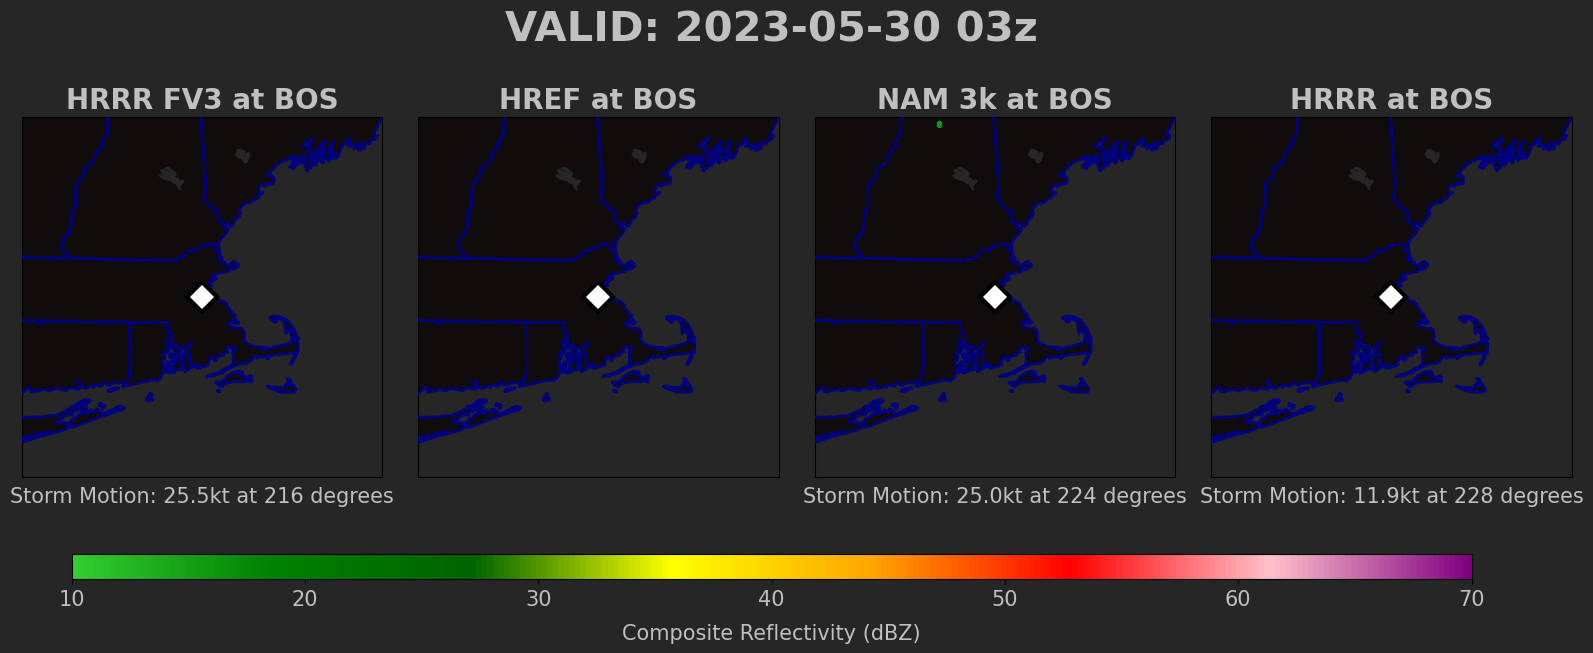 VALID: 2023-05-30 03z
HRRR FV3 at BOS
HREF at BOS
NAM 3k at BOS
HRRR at BOS
Storm Motion: 25.5kt at 216 degrees
Storm Motion: 25.0kt at 224 degrees
Storm Motion: 11.9kt at 228 degrees
10 20 30 40 50 60 70
Composite Reflectivity (dBZ)